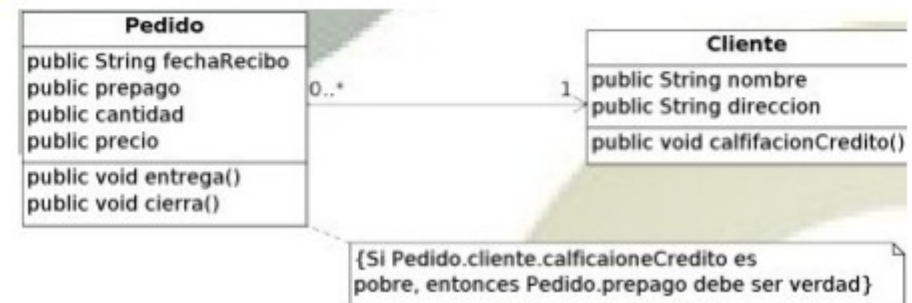 Pedido
public String fechaRecibo
public prepago
public cantidad
public precio
public void entrega()
public void cierra()
0..*
1
Cliente
public String nombre
public String direccion
public void calfifacionCredito()
{Si Pedido.cliente.calficaioneCredito es
pobre, entonces Pedido.prepago debe ser verdad}